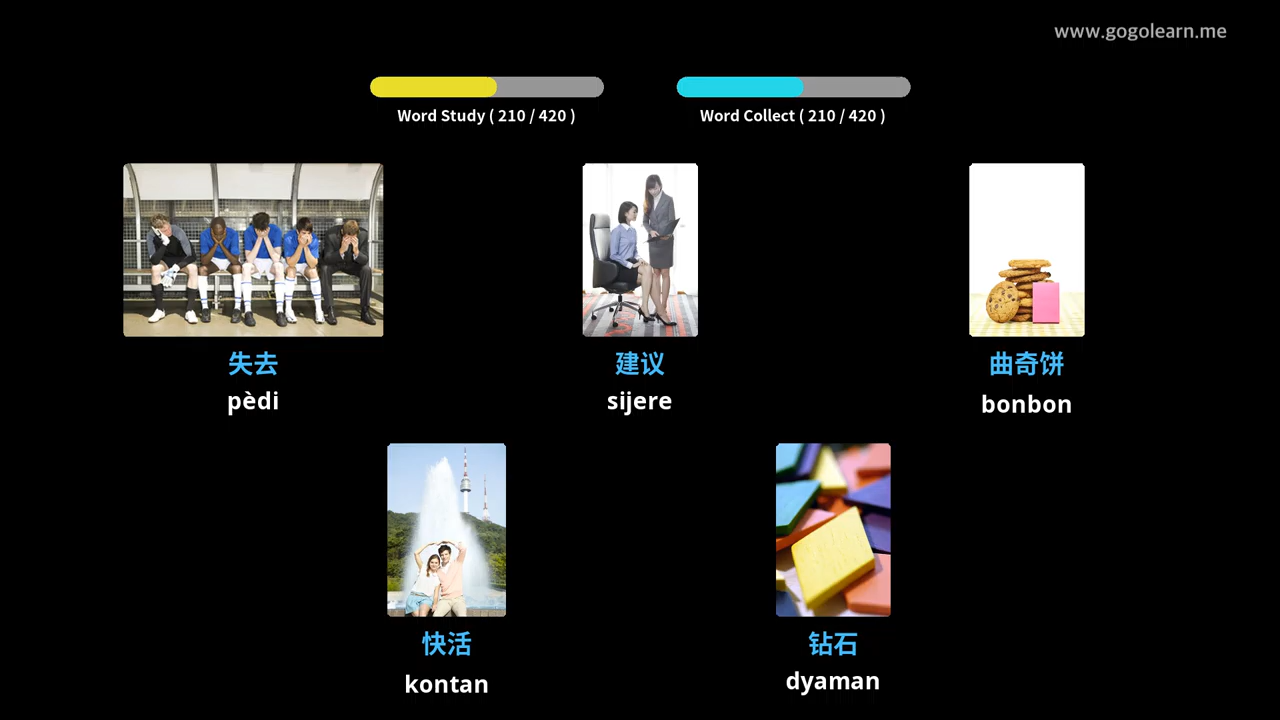 www.gogolearn.me
Word Study ( 210 / 420 )
Word Collect ( 210 / 420 )
失去
pèdi
建议
sijere
曲奇饼
bonbon
快活
kontan
钻石
dyaman